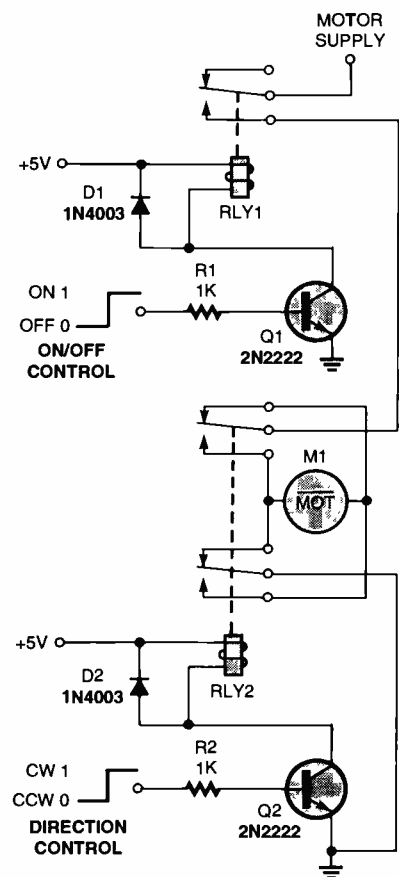 MOTOR
SUPPLY
+5V
D1
1N4003
RLY1
R1
1K
ON 1
OFF 0
ON/OFF
CONTROL
Q1
2N2222
M1
MOT
+5V
D2
1N4003
RLY2
R2
1K
CW 1
CCW 0
DIRECTION
CONTROL
Q2
2N2222